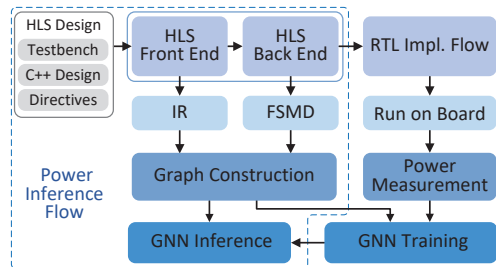 HLS Design
Testbench
C++ Design
Directives
HLS
Front End
HLS
Back End
RTL Impl. Flow
IR
FSMD
Run on Board
Power
Inference
Flow
Graph Construction
Power
Measurement
GNN Inference
GNN Training